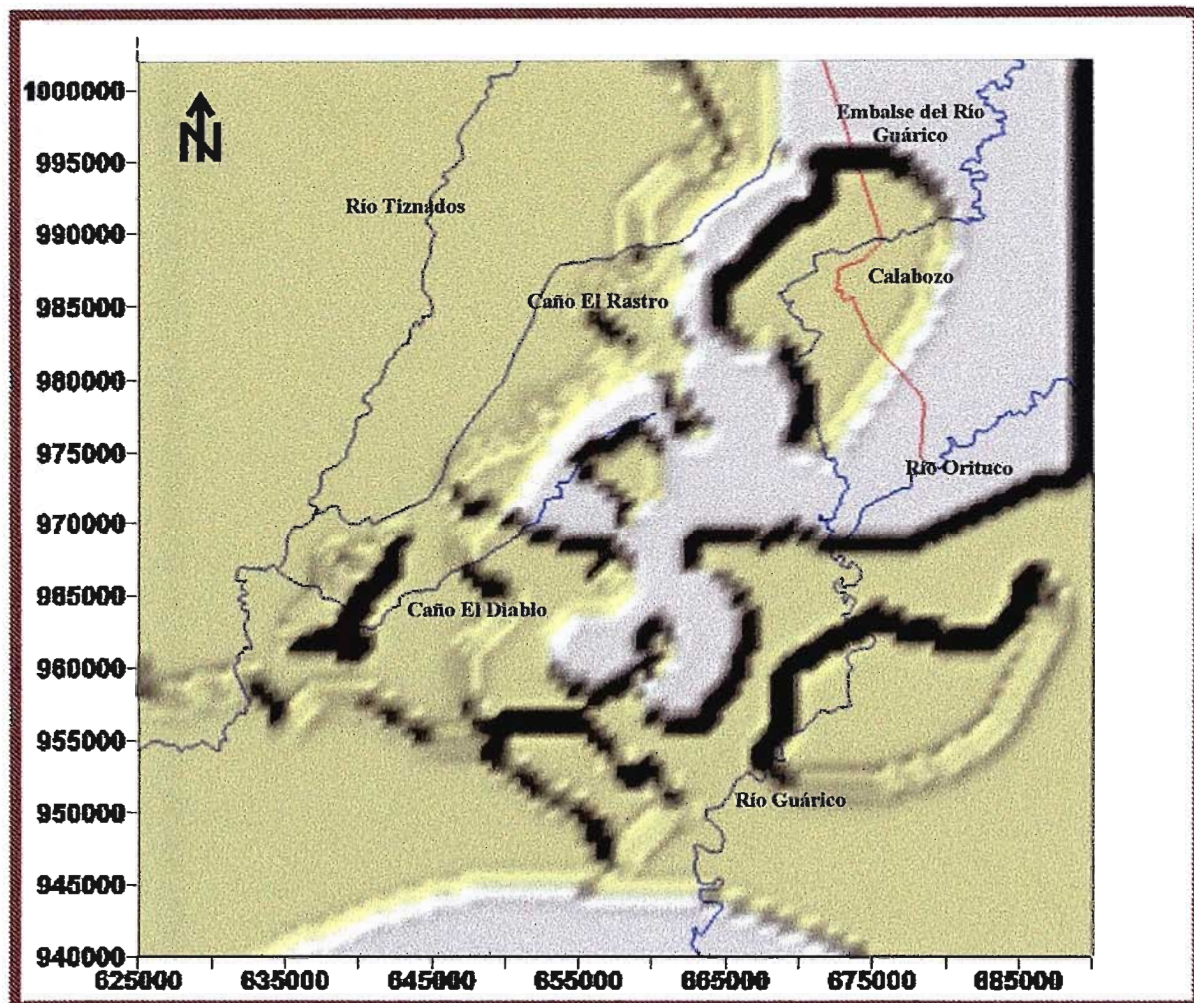 1000000
N
Embalse del Río
Guárico
995000
Río Tiznados
990000
Calabozo
Caño El Rastro
985000
980000
975000
Río Orituco
970000
965000
Caño El Diablo
960000
955000
Río Guárico
950000
945000
940000
625000 635000 645000 655000 665000 675000 685000